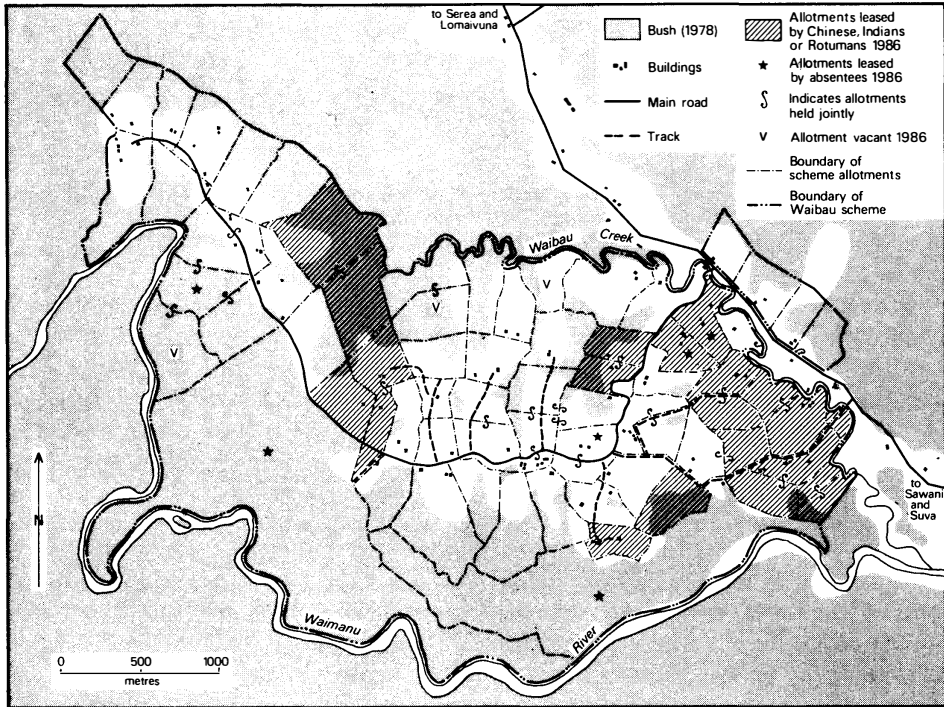 to Serea and
Lomaivuna
Bush (1978)
Buildings
Main road
Track
Allotments leased
by Chinese, Indians
or Rotumans 1986
Allotments leased
by absentees 1986
Indicates allotments
held jointly
V Allotment vacant 1986
Boundary of
scheme allotments
Boundary of
Waibau scheme
Waibau Creek
V
V
V
to
Sawani
and
Suva
N
Waimanu River
0 500 1000
metres